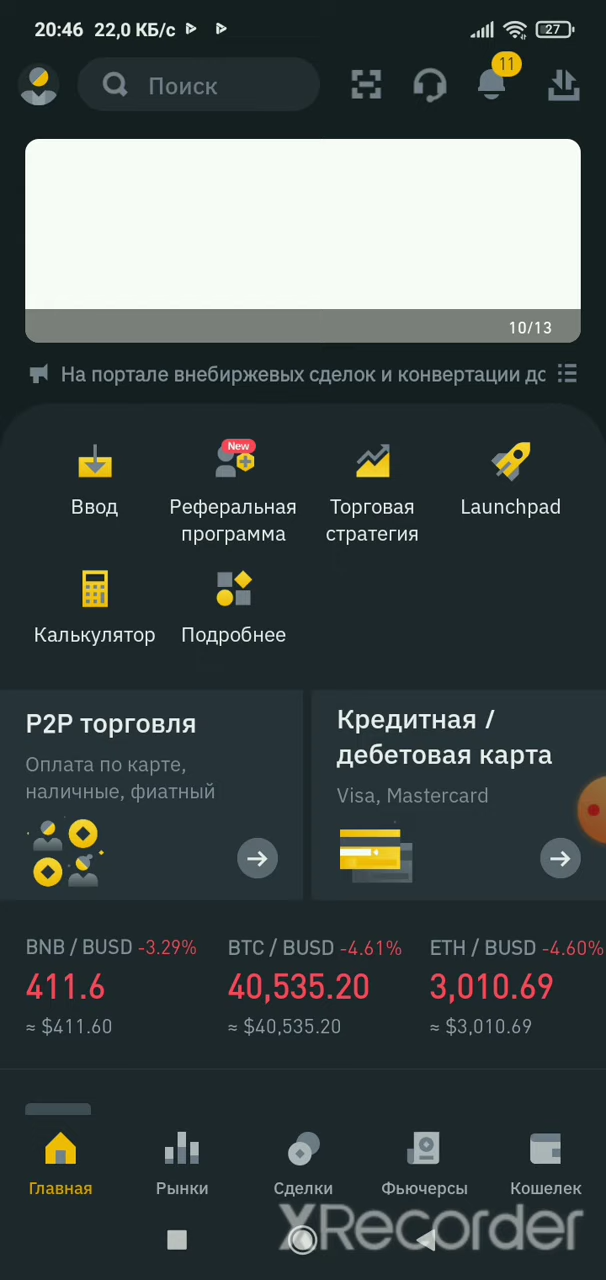 20:46 22,0 КБ/с
27
11
Поиск
10/13
На портале внебиржевых сделок и конвертации дс
New
Ввод
Реферальная
программа
Торговая
стратегия
Launchpad
Калькулятор
Подробнее
P2P торговля
Оплата по карте,
наличные, фиатный
Кредитная /
дебетовая карта
Visa, Mastercard
BNB / BUSD -3.29%
411.6
≈ $411.60
BTC / BUSD -4.61%
40,535.20
≈ $40,535.20
ETH / BUSD -4.60%
3,010.69
≈ $3,010.69
Главная
Рынки
Сделки
Фьючерсы
Кошелек
XRecorder